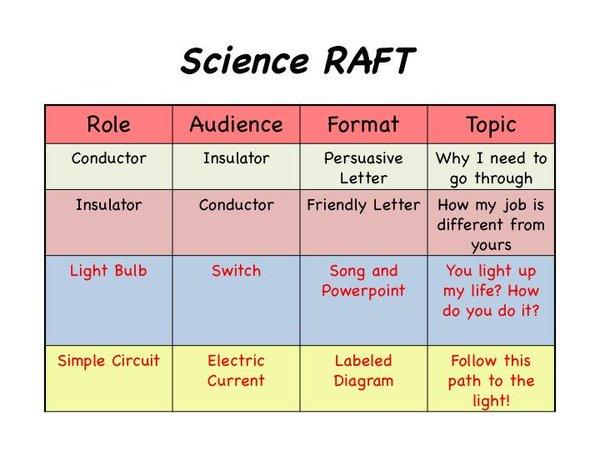 Science RAFT
Role Audience Format Topic
Conductor Insulator Persuasive Why I need to
Letter go through
Insulator Conductor Friendly Letter How my job is
different from
yours
Light Bulb Switch Song and You light up
Powerpoint my life? How
do you do it?
Simple Circuit Electric Labeled Follow this
Current Diagram path to the
light!